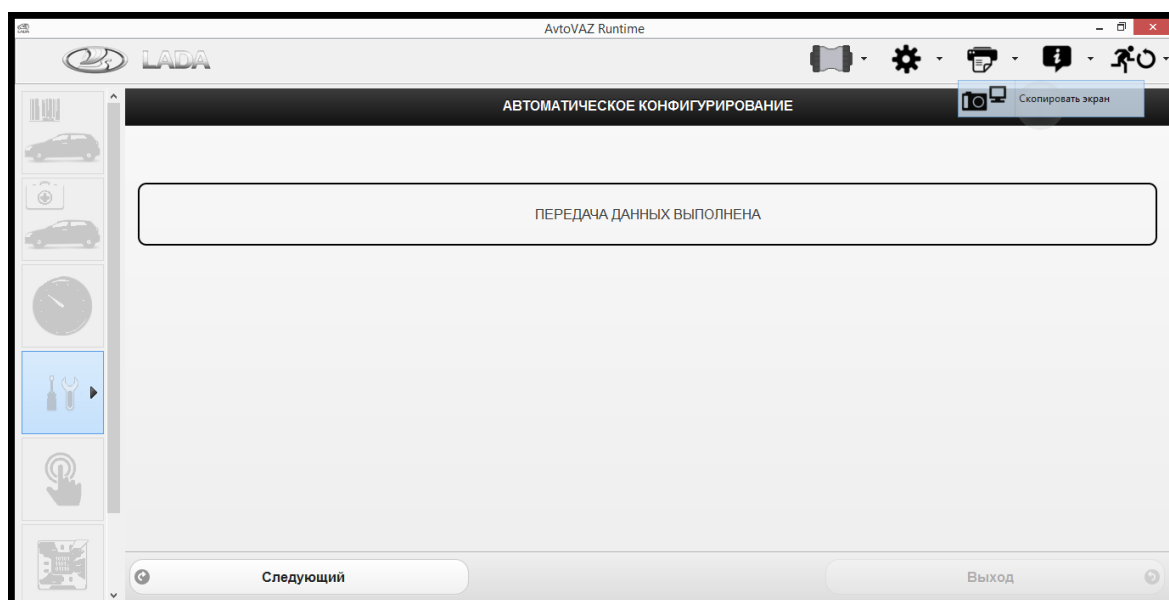 AvtoVAZ Runtime
LADA
АВТОМАТИЧЕСКОЕ КОНФИГУРИРОВАНИЕ
Скопировать экран
ПЕРЕДАЧА ДАННЫХ ВЫПОЛНЕНА
Следующий
Выход